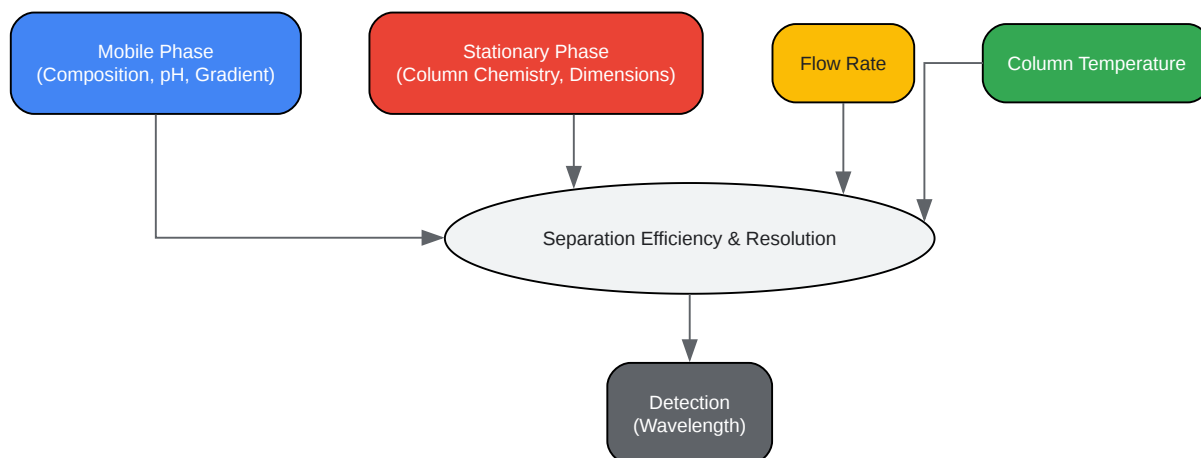 Mobile Phase
(Composition, pH, Gradient)
Stationary Phase
(Column Chemistry, Dimensions)
Flow Rate
Column Temperature
Separation Efficiency & Resolution
Detection
(Wavelength)